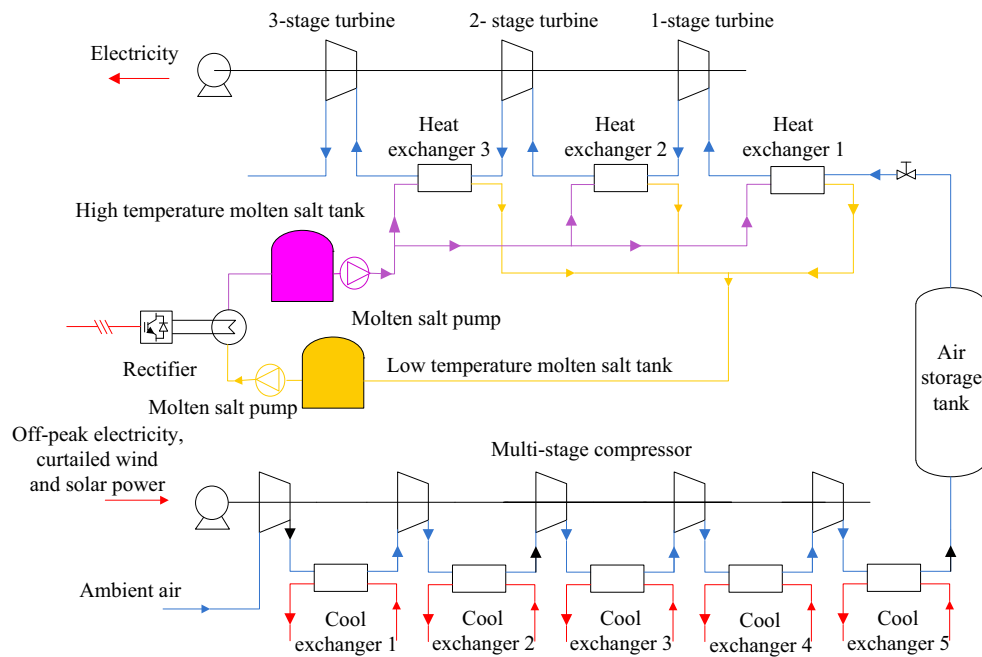 3-stage turbine
2- stage turbine
1-stage turbine
Electricity
Heat
exchanger 3
Heat
exchanger 2
Heat
exchanger 1
High temperature molten salt tank
Molten salt pump
Rectifier
Low temperature molten salt tank
Molten salt pump
Air
storage
tank
Off-peak electricity,
curtailed wind
and solar power
Multi-stage compressor
Ambient air
Cool
exchanger 1
Cool
exchanger 2
Cool
exchanger 3
Cool
exchanger 4
Cool
exchanger 5